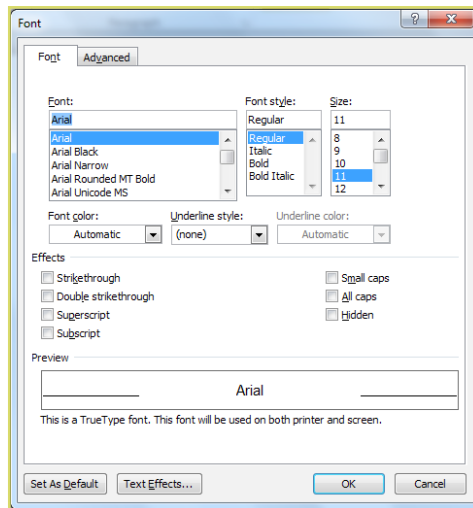 Font
Font Advanced
Font: Font style: Size:
Arial Regular 11
Arial Regular 8
Arial Black Italic 9
Arial Narrow Bold 10
Arial Rounded MT Bold Bold Italic 11
Arial Unicode MS 12
Font color: Underline style: Underline color:
Automatic (none) Automatic
Effects
Strikethrough Small caps
Double strikethrough All caps
Superscript Hidden
Subscript
Preview
Arial
This is a TrueType font. This font will be used on both printer and screen.
Set As Default Text Effects... OK Cancel